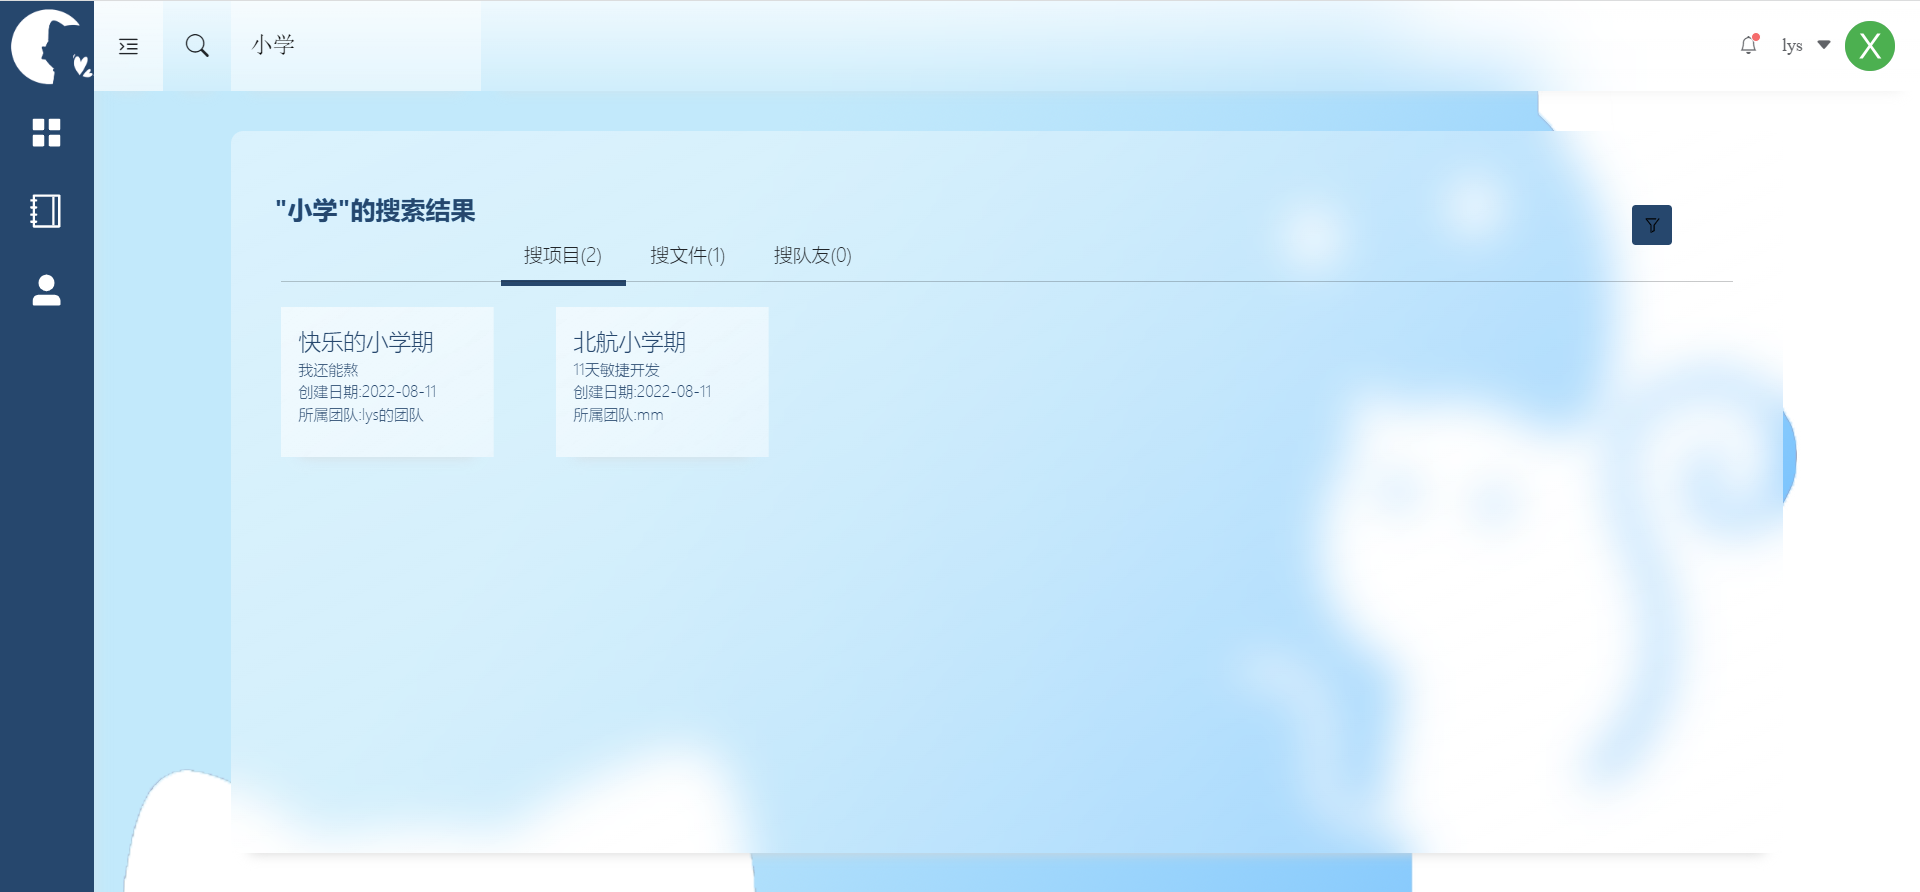 小学
lys
X
"小学"的搜索结果
搜项目(2) 搜文件(1) 搜队友(0)
快乐的小学期
我还能熬
创建日期:2022-08-11
所属团队:lys的团队
北航小学期
11天敏捷开发
创建日期:2022-08-11
所属团队:mm